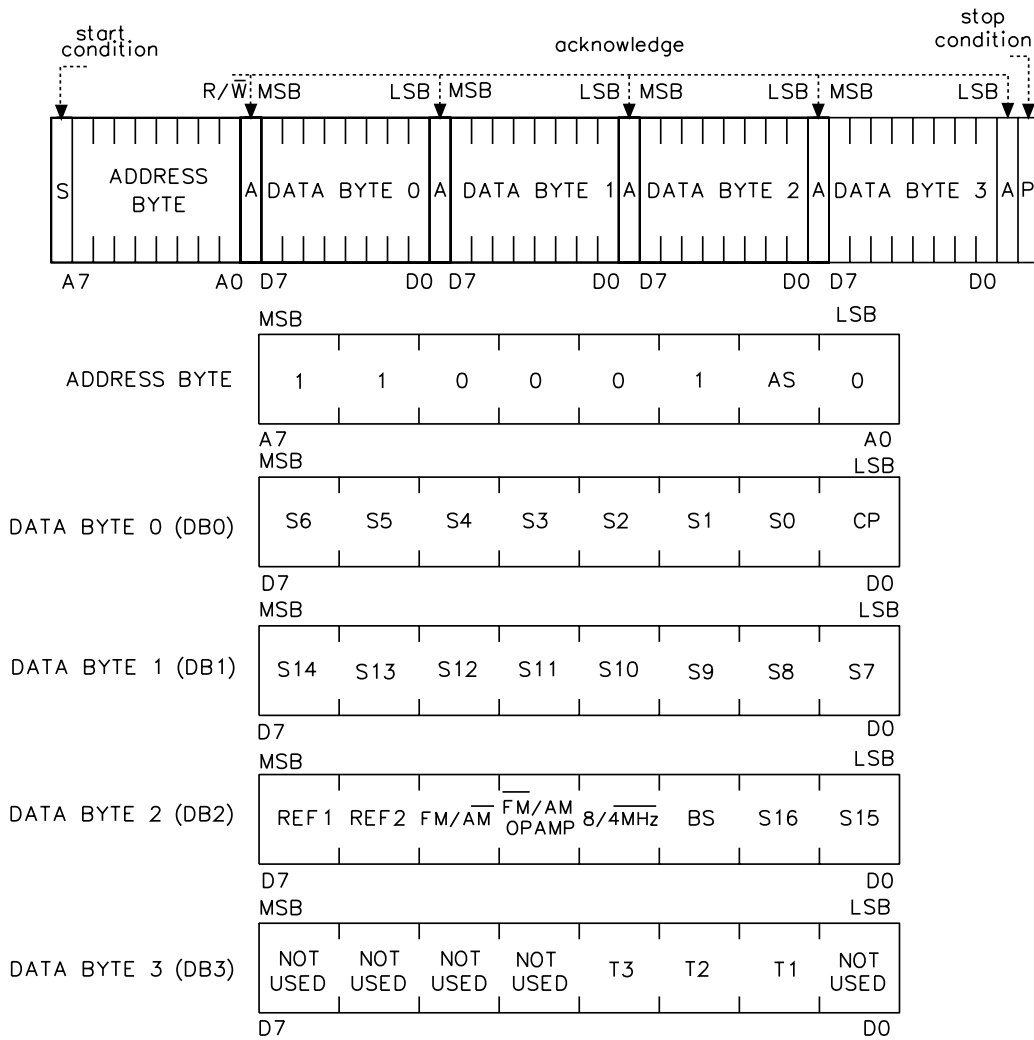 start
condition
acknowledge
stop
condition
R/W̅ MSB LSB MSB LSB MSB LSB MSB LSB
S ADDRESS BYTE A DATA BYTE 0 A DATA BYTE 1 A DATA BYTE 2 A DATA BYTE 3 A P
A7 A0 D7 D0 D7 D0 D7 D0 D7 D0
MSB LSB
ADDRESS BYTE 1 1 0 0 0 1 AS 0
A7 A0
MSB LSB
DATA BYTE 0 (DB0) S6 S5 S4 S3 S2 S1 S0 CP
D7 D0
MSB LSB
DATA BYTE 1 (DB1) S14 S13 S12 S11 S10 S9 S8 S7
D7 D0
MSB LSB
DATA BYTE 2 (DB2) REF1 REF2 FM/A̅M̅ F̅M̅/AM OPAMP 8/4̅M̅H̅z̅ BS S16 S15
D7 D0
MSB LSB
DATA BYTE 3 (DB3) NOT USED NOT USED NOT USED NOT USED T3 T2 T1 NOT USED
D7 D0